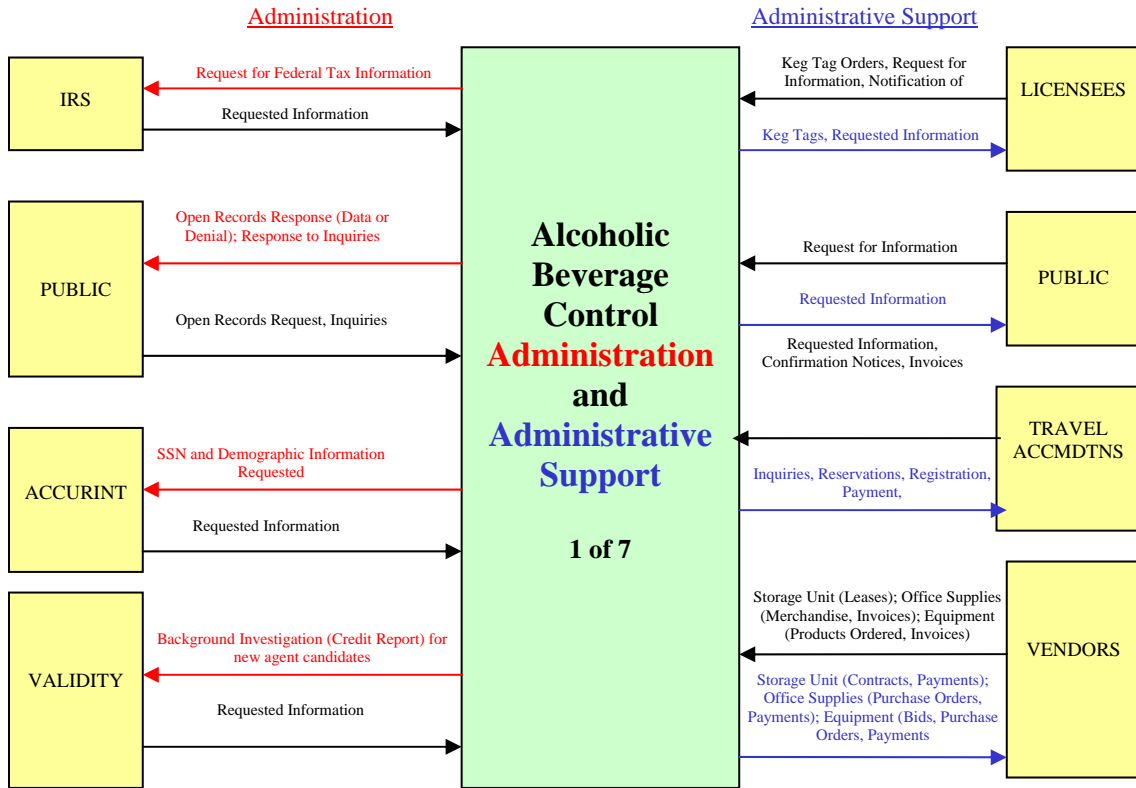 Administration
Administrative Support
IRS
Request for Federal Tax Information
Requested Information
PUBLIC
Open Records Response (Data or
Denial); Response to Inquiries
Open Records Request, Inquiries
ACCURINT
SSN and Demographic Information
Requested
Requested Information
VALIDITY
Background Investigation (Credit Report) for
new agent candidates
Requested Information
Alcoholic
Beverage
Control
Administration
and
Administrative
Support
1 of 7
Keg Tag Orders, Request for
Information, Notification of
LICENSEES
Keg Tags, Requested Information
Request for Information
PUBLIC
Requested Information
Requested Information,
Confirmation Notices, Invoices
TRAVEL
ACCMDTNS
Inquiries, Reservations, Registration,
Payment,
Storage Unit (Leases); Office Supplies
(Merchandise, Invoices); Equipment
(Products Ordered, Invoices)
VENDORS
Storage Unit (Contracts, Payments);
Office Supplies (Purchase Orders,
Payments); Equipment (Bids, Purchase
Orders, Payments